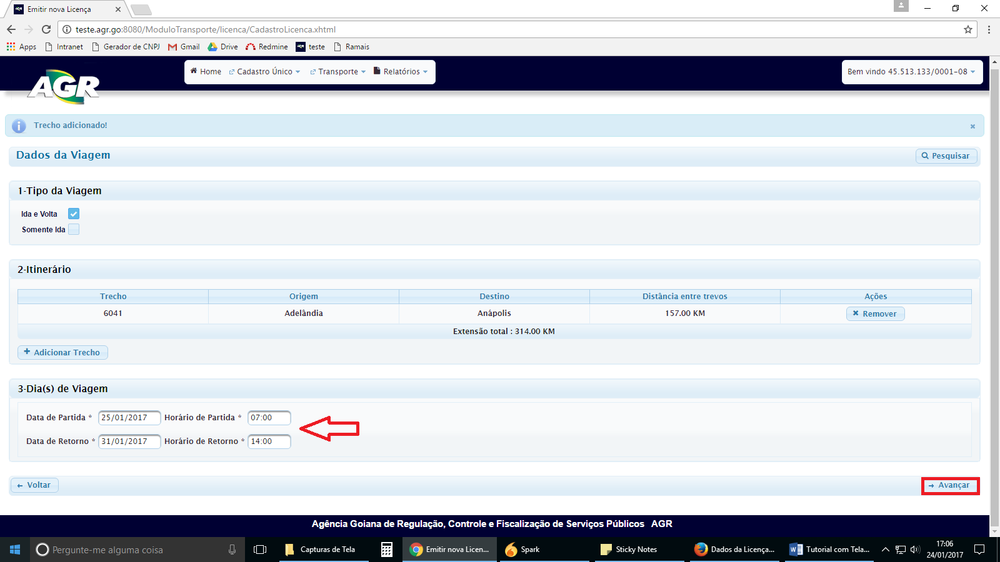 Emitir nova Licença
teste.agr.go:8080/ModuloTransporte/licenca/CadastroLicenca.xhtml
Apps Intranet Gerador de CNPJ Gmail Drive Redmine teste Ramais
AGR
Home Cadastro Único Transporte Relatórios
Bem vindo 45.513.133/0001-08
Trecho adicionado!
Dados da Viagem
Pesquisar
1-Tipo da Viagem
Ida e Volta
Somente Ida
2-Itinerário
Trecho Origem Destino Distância entre trevos Ações
6041 Adelândia Anápolis 157.00 KM Remover
Extensão total : 314.00 KM
Adicionar Trecho
3-Dia(s) de Viagem
Data de Partida * 25/01/2017 Horário de Partida * 07:00
Data de Retorno * 31/01/2017 Horário de Retorno * 14:00
Voltar
Avançar
Agência Goiana de Regulação, Controle e Fiscalização de Serviços Públicos AGR
Pergunte-me alguma coisa
Capturas de Tela
Emitir nova Licen...
Spark
Sticky Notes
Dados da Licença...
Tutorial com Tela...
17:06
24/01/2017